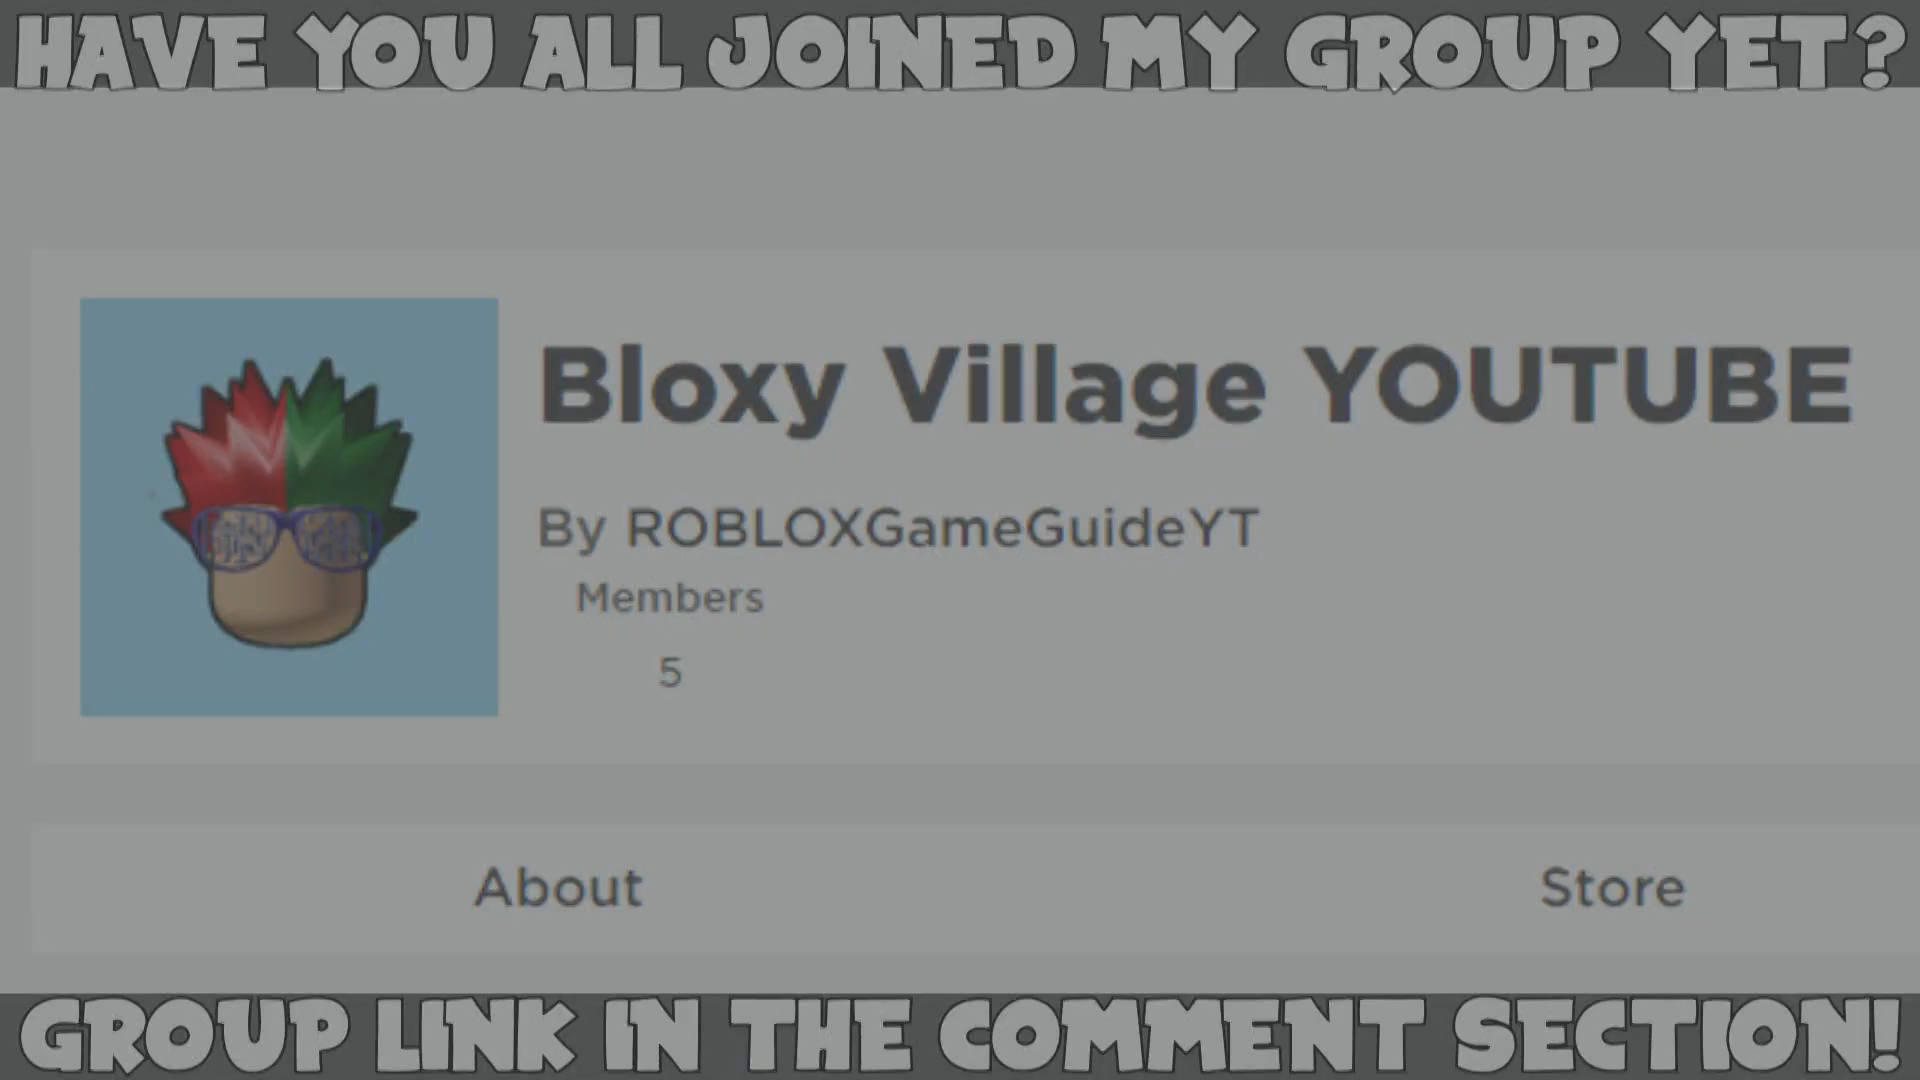 HAVE YOU ALL JOINED MY GROUP YET?
Bloxy Village YOUTUBE
By ROBLOXGameGuideYT
Members
5
About
Store
GROUP LINK IN THE COMMENT SECTION!